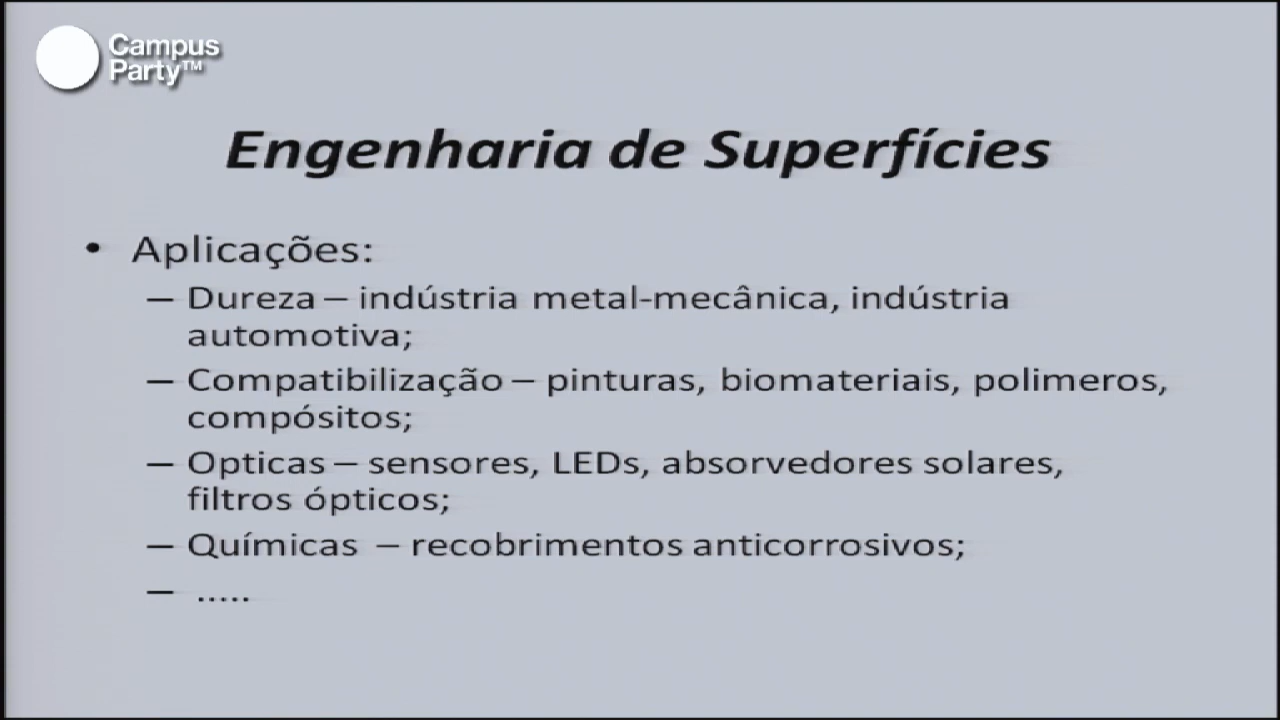 Campus
Party™
Engenharia de Superfícies
• Aplicações:
– Dureza – indústria metal-mecânica, indústria
automotiva;
– Compatibilização – pinturas, biomateriais, polimeros,
compósitos;
– Opticas – sensores, LEDs, absorvedores solares,
filtros ópticos;
– Químicas – recobrimentos anticorrosivos;
– .....